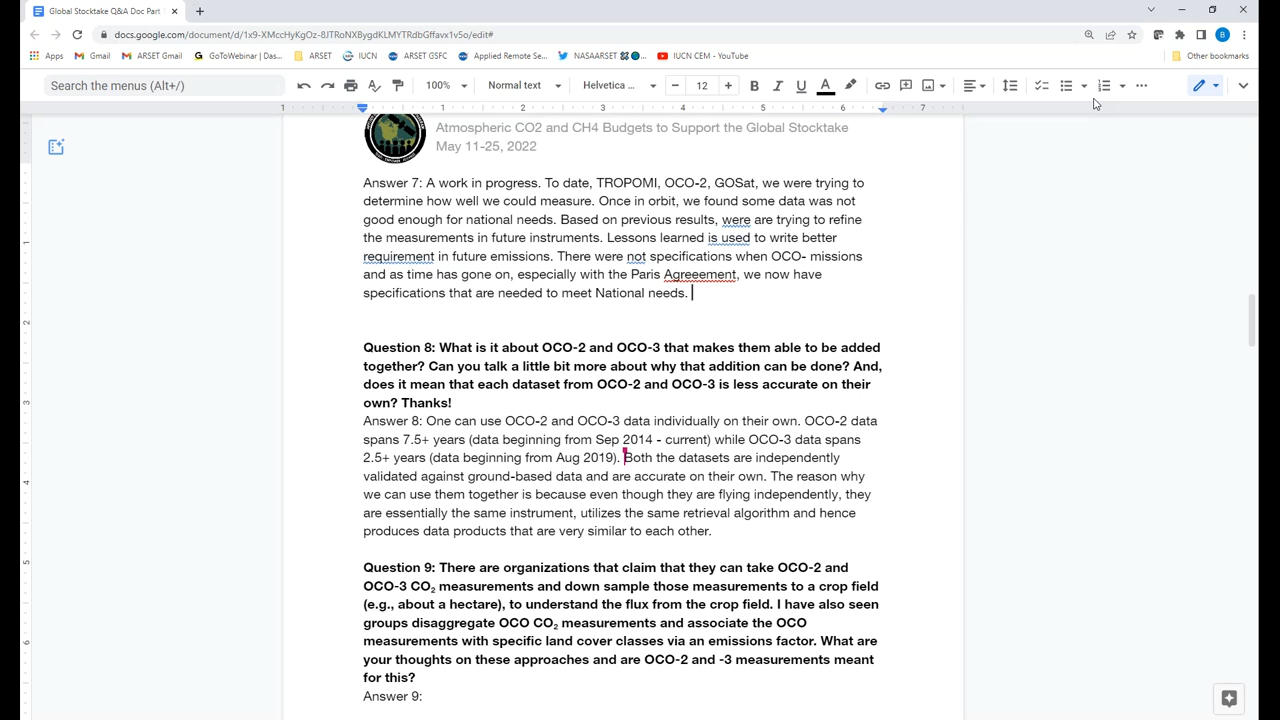 Global Stocktake Q&A Doc Part
docs.google.com/document/d/1x9-XMccHyKgOz-8JTRoNXBygdKLMYTRdbGffavx1v5o/edit#
B
Apps
Gmail
ARSET Gmail
GoToWebinar | Das...
ARSET
IUCN
ARSET GSFC
Applied Remote Se...
NASAARSET
IUCN CEM - YouTube
Other bookmarks
Search the menus (Alt+/)
100%
Normal text
Helvetica ...
12
B I U A
1 1 2 3 4 5 6 7
Atmospheric CO2 and CH4 Budgets to Support the Global Stocktake
May 11-25, 2022
Answer 7: A work in progress. To date, TROPOMI, OCO-2, GOSat, we were trying to
determine how well we could measure. Once in orbit, we found some data was not
good enough for national needs. Based on previous results, were are trying to refine
the measurements in future instruments. Lessons learned is used to write better
requirement in future emissions. There were not specifications when OCO- missions
and as time has gone on, especially with the Paris Agreeement, we now have
specifications that are needed to meet National needs.
Question 8: What is it about OCO-2 and OCO-3 that makes them able to be added
together? Can you talk a little bit more about why that addition can be done? And,
does it mean that each dataset from OCO-2 and OCO-3 is less accurate on their
own? Thanks!
Answer 8: One can use OCO-2 and OCO-3 data individually on their own. OCO-2 data
spans 7.5+ years (data beginning from Sep 2014 - current) while OCO-3 data spans
2.5+ years (data beginning from Aug 2019). Both the datasets are independently
validated against ground-based data and are accurate on their own. The reason why
we can use them together is because even though they are flying independently, they
are essentially the same instrument, utilizes the same retrieval algorithm and hence
produces data products that are very similar to each other.
Question 9: There are organizations that claim that they can take OCO-2 and
OCO-3 CO₂ measurements and down sample those measurements to a crop field
(e.g., about a hectare), to understand the flux from the crop field. I have also seen
groups disaggregate OCO CO₂ measurements and associate the OCO
measurements with specific land cover classes via an emissions factor. What are
your thoughts on these approaches and are OCO-2 and -3 measurements meant
for this?
Answer 9:
1
2
3
4
5
6